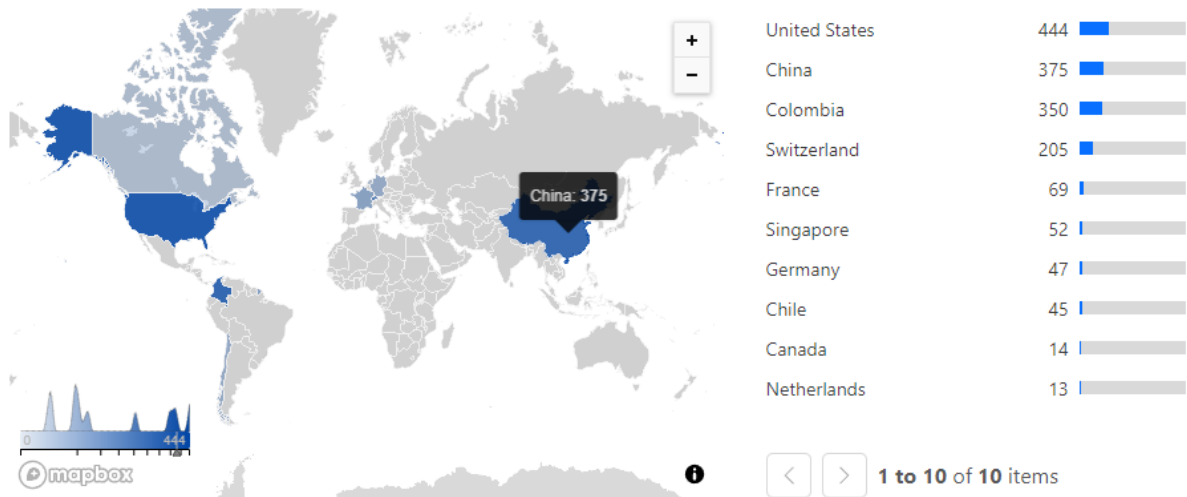 +
−
China: 375
0 444
mapbox
i
United States 444
China 375
Colombia 350
Switzerland 205
France 69
Singapore 52
Germany 47
Chile 45
Canada 14
Netherlands 13
< > 1 to 10 of 10 items